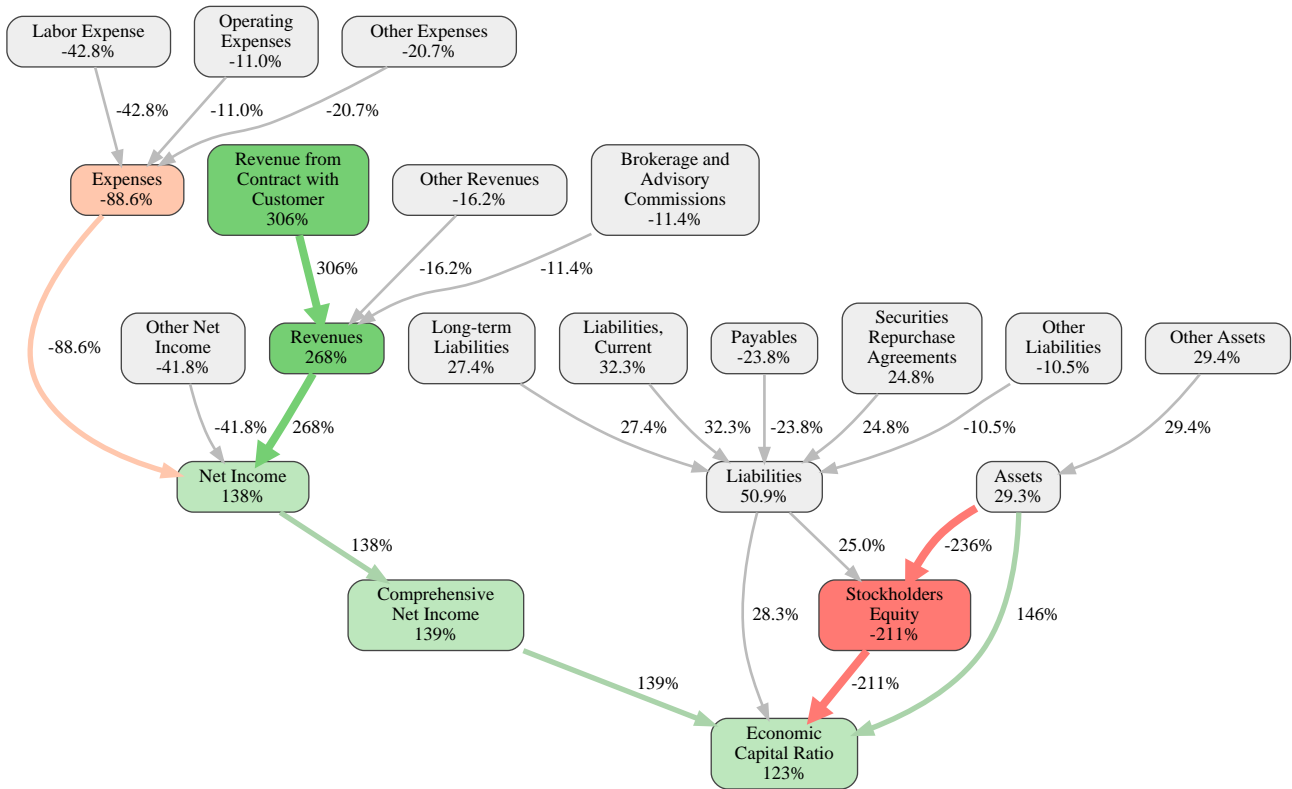 Labor Expense
-42.8%
Operating
Expenses
-11.0%
Other Expenses
-20.7%
-42.8%
-11.0%
-20.7%
Expenses
-88.6%
Revenue from
Contract with
Customer
306%
Other Revenues
-16.2%
Brokerage and
Advisory
Commissions
-11.4%
306%
-16.2%
-11.4%
-88.6%
Other Net
Income
-41.8%
Revenues
268%
Long-term
Liabilities
27.4%
Liabilities,
Current
32.3%
Payables
-23.8%
Securities
Repurchase
Agreements
24.8%
Other
Liabilities
-10.5%
Other Assets
29.4%
-41.8%
268%
27.4%
32.3%
-23.8%
24.8%
-10.5%
29.4%
Net Income
138%
Liabilities
50.9%
Assets
29.3%
138%
25.0%
-236%
Comprehensive
Net Income
139%
28.3%
Stockholders
Equity
-211%
146%
139%
-211%
Economic
Capital Ratio
123%